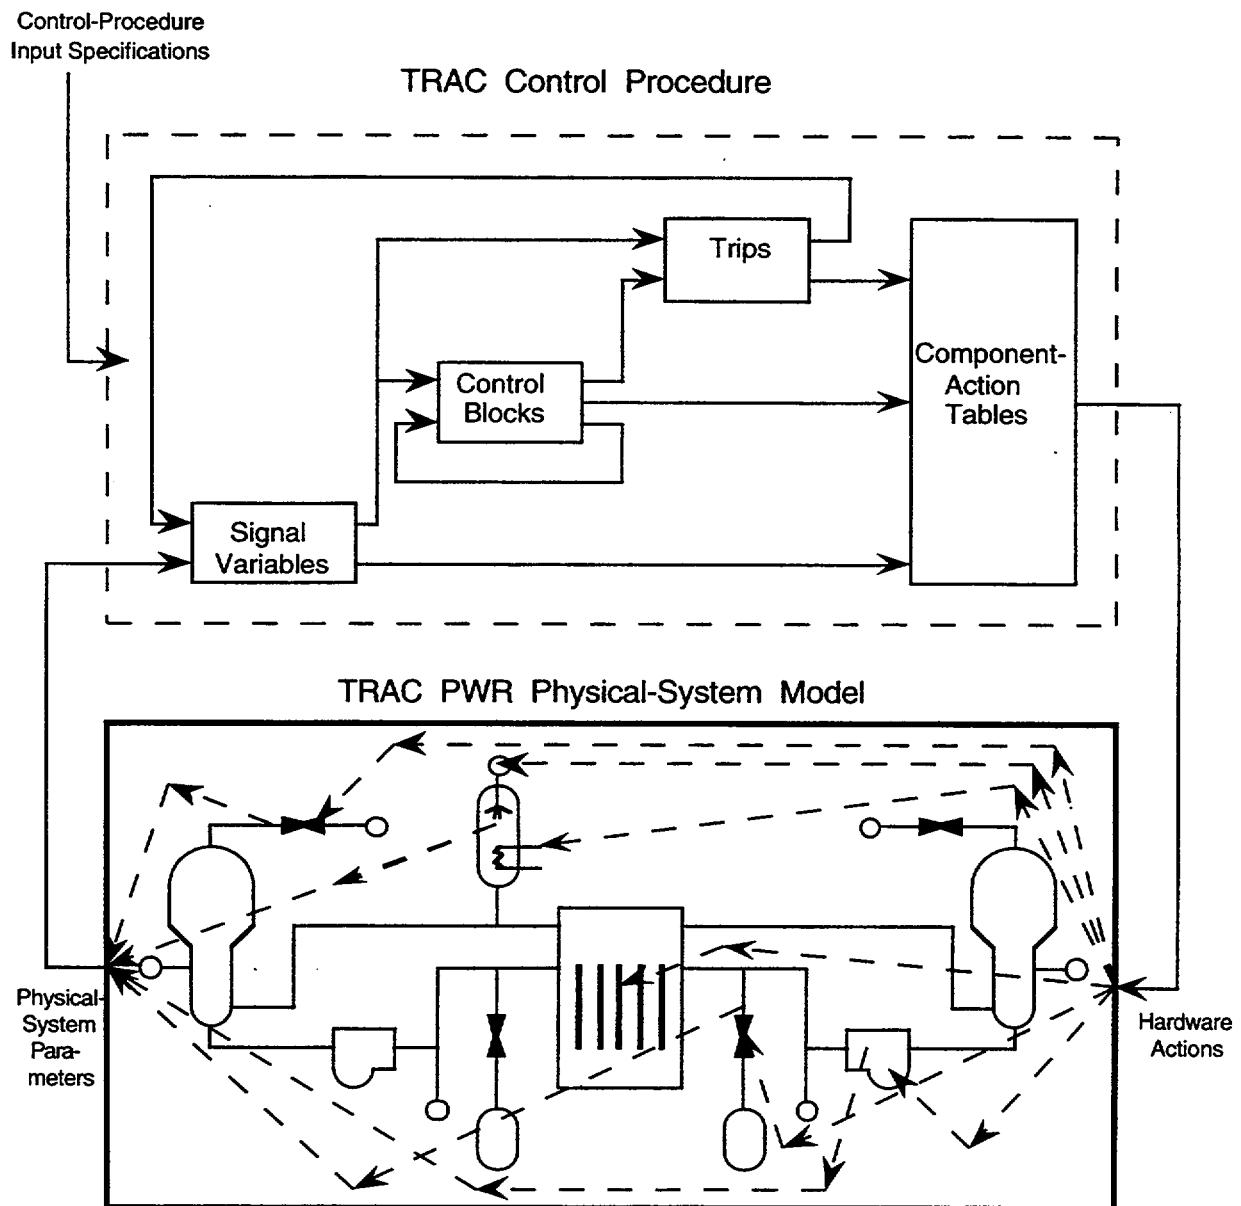 Control-Procedure
Input Specifications
TRAC Control Procedure
Trips
Component-
Action
Tables
Control
Blocks
Signal
Variables
TRAC PWR Physical-System Model
Physical-
System
Para-
meters
Hardware
Actions